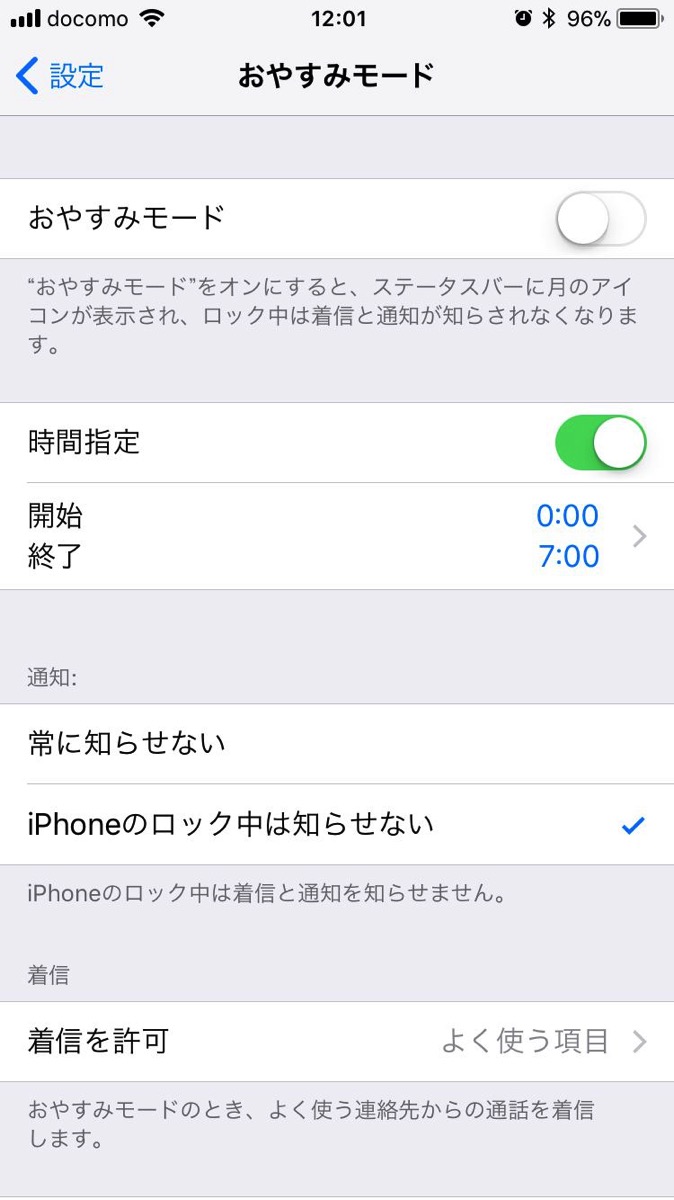 docomo 12:01 96%
設定 おやすみモード
おやすみモード
“おやすみモード”をオンにすると、ステータスバーに月のアイ
コンが表示され、ロック中は着信と通知が知らされなくなりま
す。
時間指定
開始 0:00
終了 7:00
通知:
常に知らせない
iPhoneのロック中は知らせない
iPhoneのロック中は着信と通知を知らせません。
着信
着信を許可 よく使う項目
おやすみモードのとき、よく使う連絡先からの通話を着信
します。